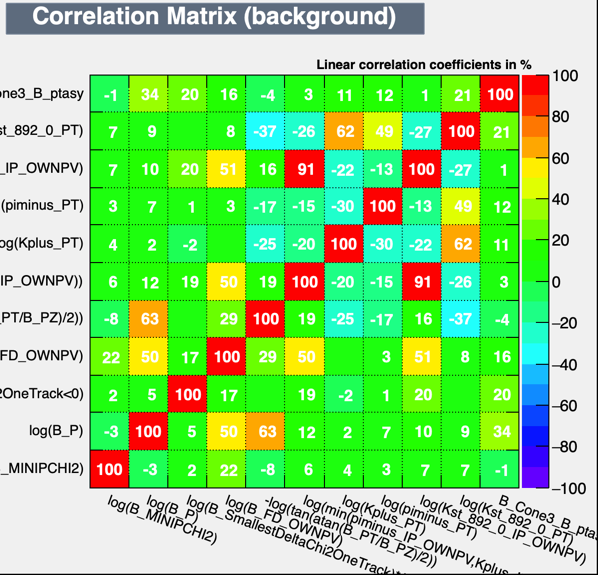 Correlation Matrix (background)
Linear correlation coefficients in %
one3_B_ptasy -1 34 20 16 -4 3 11 12 1 21 100
st_892_0_PT) 7 9 8 -37 -26 62 49 -27 100 21
_IP_OWNPV) 7 10 20 51 16 91 -22 -13 100 -27 1
(piminus_PT) 3 7 1 3 -17 -15 -30 100 -13 49 12
og(Kplus_PT) 4 2 -2 -25 -20 100 -30 -22 62 11
IP_OWNPV)) 6 12 19 50 19 100 -20 -15 91 -26 3
_PT/B_PZ)/2)) -8 63 29 100 19 -25 -17 16 -37 -4
FD_OWNPV) 22 50 17 100 29 50 3 51 8 16
2OneTrack<0) 2 5 100 17 19 -2 1 20 20
log(B_P) -3 100 5 50 63 12 2 7 10 9 34
_MINIPCHI2) 100 -3 2 22 -8 6 4 3 7 7 -1
100
80
60
40
20
0
−20
−40
−60
−80
−100
log(B_MINIPCHI2)
log(B_P)
log(B_SmallestDeltaChi2OneTrack)*
log(B_FD_OWNPV)
-log(tan(atan(B_PT/B_PZ)/2))
log(min(piminus_IP_OWNPV,Kplus_
log(Kplus_PT)
log(piminus_PT)
log(Kst_892_0_IP_OWNPV)
log(Kst_892_0_PT)
B_Cone3_B_ptas